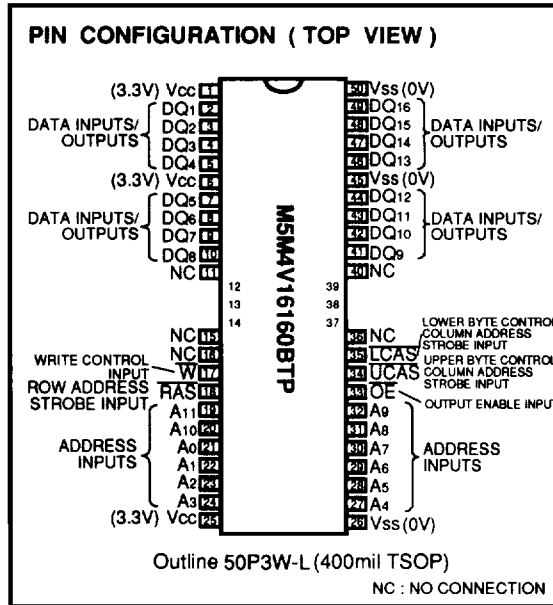 PIN CONFIGURATION ( TOP VIEW )
(3.3V) Vcc 1
DQ1 2
DQ2 3
DQ3 4
DQ4 5
DATA INPUTS/
OUTPUTS
(3.3V) Vcc 6
DQ5 7
DQ6 8
DQ7 9
DQ8 10
DATA INPUTS/
OUTPUTS
NC 11
12
13
14
NC 15
NC 16
WRITE CONTROL
INPUT
W 17
ROW ADDRESS
STROBE INPUT
RAS 18
A11 19
A10 20
A0 21
A1 22
A2 23
A3 24
ADDRESS
INPUTS
(3.3V) Vcc 25
M5M4V16160BTP
50 Vss (0V)
49 DQ16
48 DQ15
47 DQ14
46 DQ13
DATA INPUTS/
OUTPUTS
45 Vss (0V)
44 DQ12
43 DQ11
42 DQ10
41 DQ9
DATA INPUTS/
OUTPUTS
40 NC
39
38
37
36 NC
35 LCAS
LOWER BYTE CONTROL
COLUMN ADDRESS
STROBE INPUT
34 UCAS
UPPER BYTE CONTROL
COLUMN ADDRESS
STROBE INPUT
33 OE
OUTPUT ENABLE INPUT
32 A9
31 A8
30 A7
29 A6
28 A5
27 A4
ADDRESS
INPUTS
26 Vss (0V)
Outline 50P3W-L (400mil TSOP)
NC : NO CONNECTION